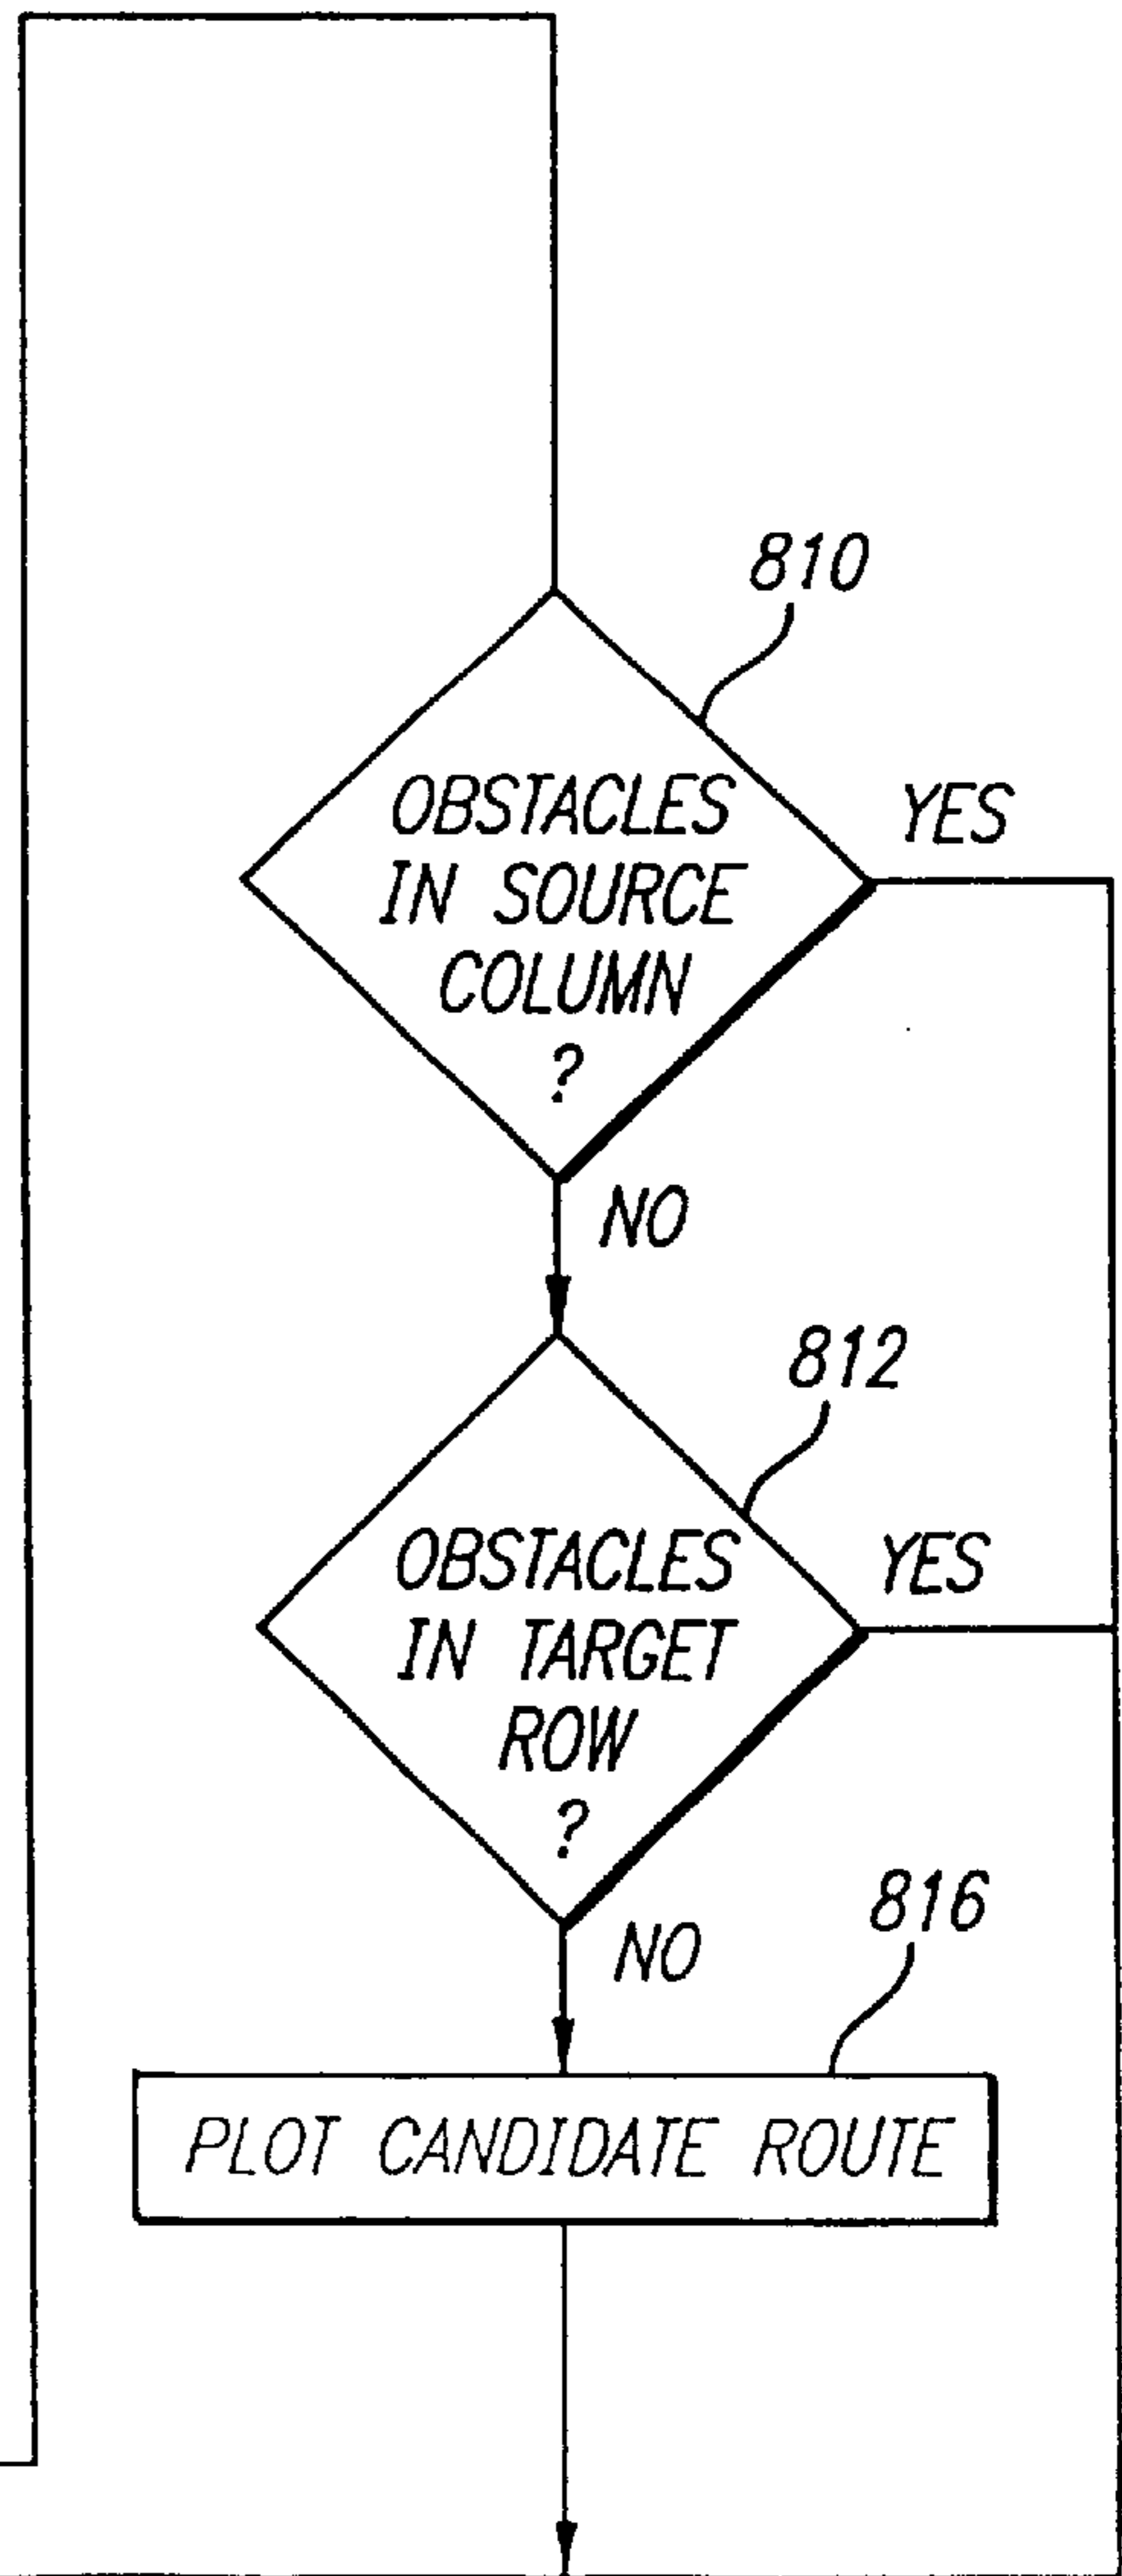 810
OBSTACLES
IN SOURCE
COLUMN
?
YES
NO
812
OBSTACLES
IN TARGET
ROW
?
YES
NO
816
PLOT CANDIDATE ROUTE